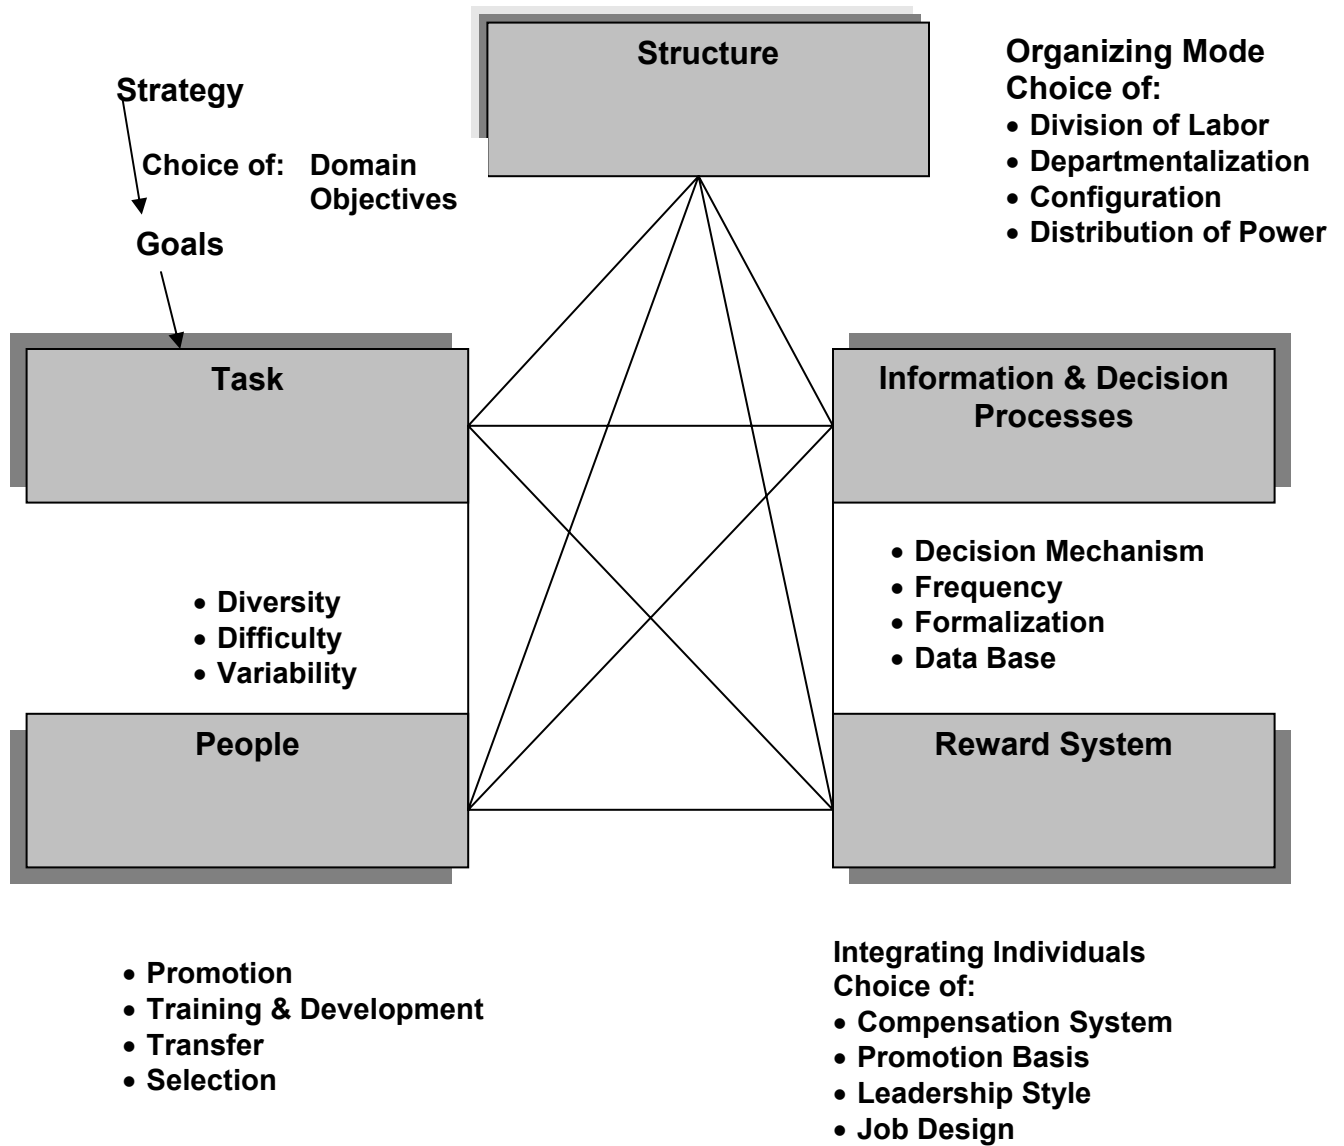 Structure
Organizing Mode
Choice of:
• Division of Labor
• Departmentalization
• Configuration
• Distribution of Power
Strategy
Choice of: Domain
Objectives
Goals
Task
Information & Decision
Processes
• Diversity
• Difficulty
• Variability
• Decision Mechanism
• Frequency
• Formalization
• Data Base
People
Reward System
• Promotion
• Training & Development
• Transfer
• Selection
Integrating Individuals
Choice of:
• Compensation System
• Promotion Basis
• Leadership Style
• Job Design